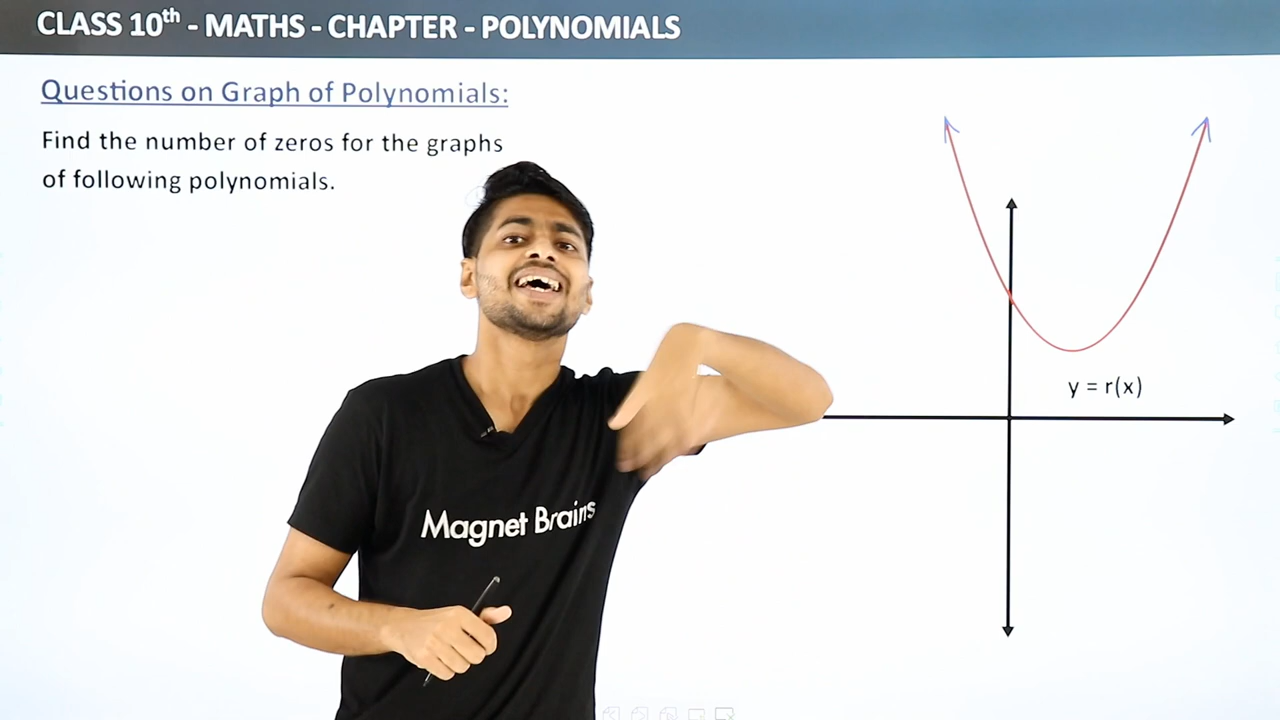 CLASS 10th - MATHS - CHAPTER - POLYNOMIALS
Questions on Graph of Polynomials:
Find the number of zeros for the graphs
of following polynomials.
y = r(x)
Magnet Brains